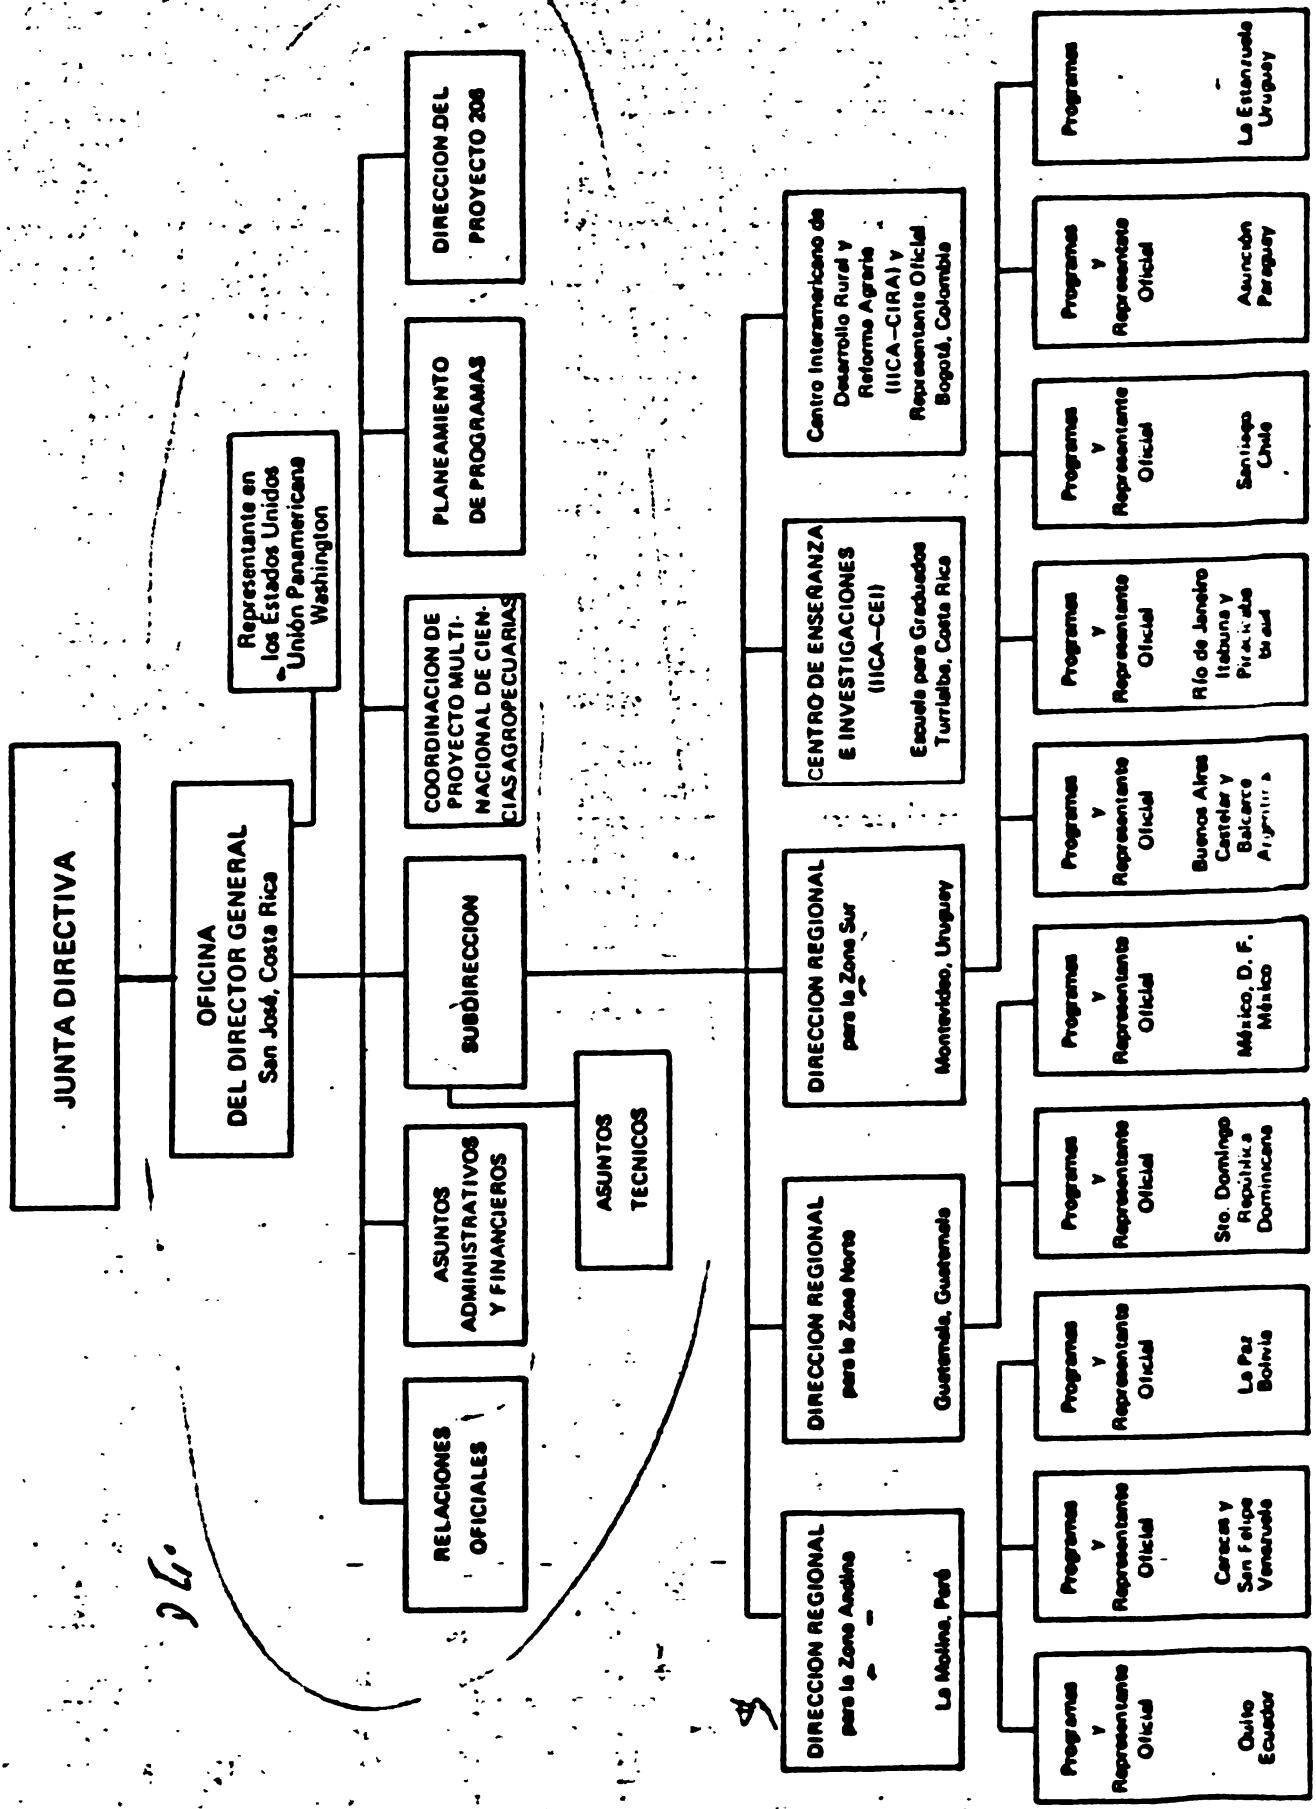 JUNTA DIRECTIVA
OFICINA
DEL DIRECTOR GENERAL
San José, Costa Rica
Representante en
los Estados Unidos
Unión Panamericana
Washington
RELACIONES
OFICIALES
ASUNTOS
ADMINISTRATIVOS
Y FINANCIEROS
SUBDIRECCION
COORDINACION DE
PROYECTO MULTI-
NACIONAL DE CIEN-
CIAS AGROPECUARIAS
PLANEAMIENTO
DE PROGRAMAS
DIRECCION DEL
PROYECTO 206
ASUNTOS
TECNICOS
DIRECCION REGIONAL
para la Zona Andina
La Molina, Perú
DIRECCION REGIONAL
para la Zona Norte
Guatemala, Guatemala
DIRECCION REGIONAL
para la Zona Sur
Montevideo, Uruguay
CENTRO DE ENSEÑANZA
E INVESTIGACIONES
(IICA-CEI)
Escuela para Graduados
Turrialba, Costa Rica
Centro Interamericano de
Desarrollo Rural y
Reforma Agraria
(IICA-CIRA) y
Representante Oficial
Bogotá, Colombia
Programas
y
Representante
Oficial
Quito
Ecuador
Programas
y
Representante
Oficial
Caracas y
San Felipe
Venezuela
Programas
y
Representante
Oficial
La Paz
Bolivia
Programas
y
Representante
Oficial
Sto. Domingo
República
Dominicana
Programas
y
Representante
Oficial
México, D. F.
México
Programas
y
Representante
Oficial
Buenos Aires
Castelar y
Balcarce
Argentina
Programas
y
Representante
Oficial
Río de Janeiro
Itabuna y
Piracicaba
Programas
y
Representante
Oficial
Santiago
Chile
Programas
y
Representate
Oficial
Asunción
Paraguay
Programas
La Estanzuela
Uruguay